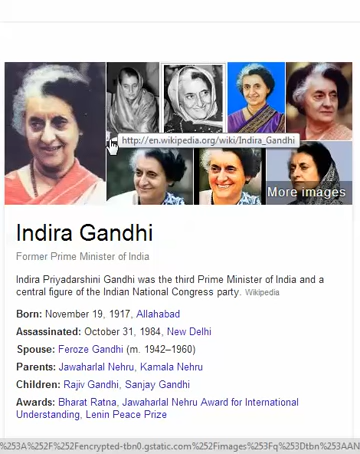 http://en.wikipedia.org/wiki/Indira_Gandhi
More images
Indira Gandhi
Former Prime Minister of India
Indira Priyadarshini Gandhi was the third Prime Minister of India and a
central figure of the Indian National Congress party. Wikipedia
Born: November 19, 1917, Allahabad
Assassinated: October 31, 1984, New Delhi
Spouse: Feroze Gandhi (m. 1942–1960)
Parents: Jawaharlal Nehru, Kamala Nehru
Children: Rajiv Gandhi, Sanjay Gandhi
Awards: Bharat Ratna, Jawaharlal Nehru Award for International
Understanding, Lenin Peace Prize
%253A%252F%252Fencrypted-tbn0.gstatic.com%252Fimages%253Fq%253Dtbn%253AAN